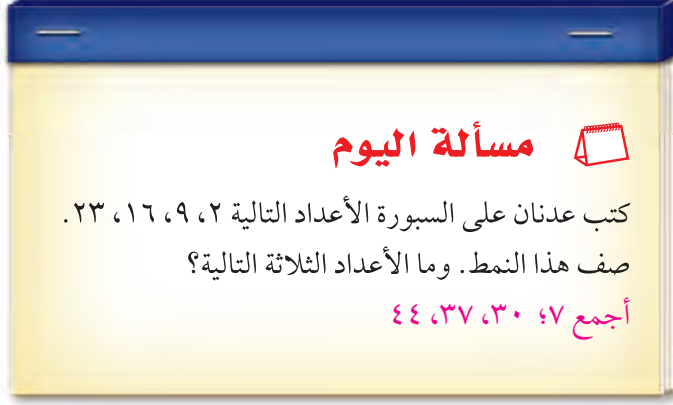 مسألة اليوم
كتب عدنان على السبورة الأعداد التالية ٢، ٩، ١٦، ٢٣.
صف هذا النمط. وما الأعداد الثلاثة التالية؟
أجمع ٧؛ ٣٠، ٣٧، ٤٤